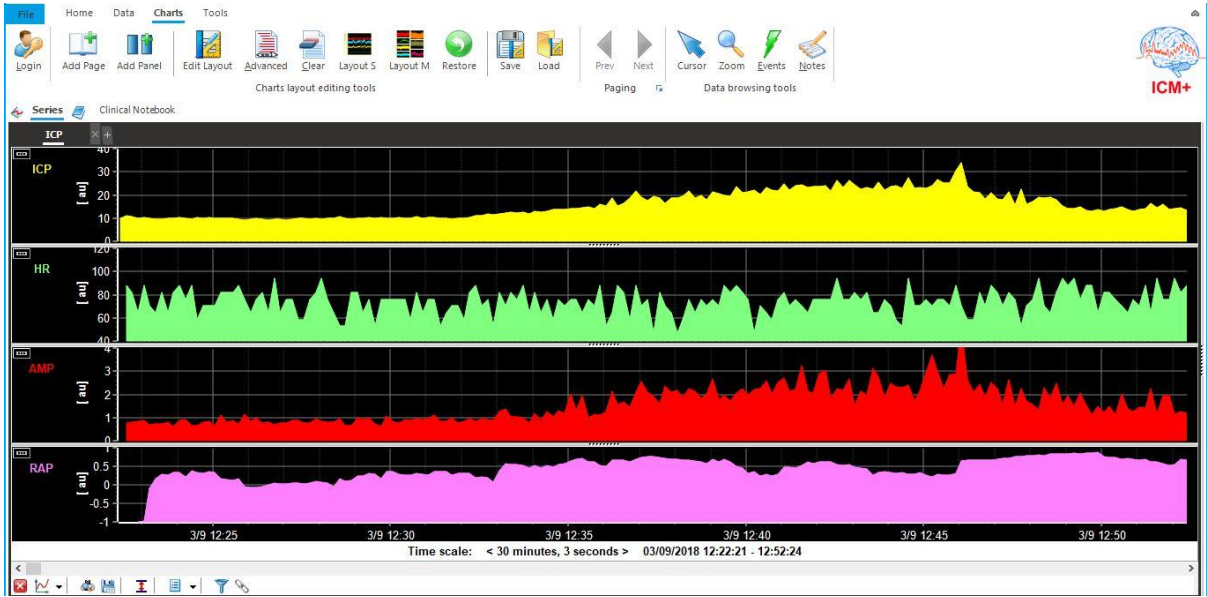 File Home Data Charts Tools
Login Add Page Add Panel Edit Layout Advanced Clear Layout S Layout M Restore Save Load Prev Next Cursor Zoom Events Notes
Charts layout editing tools Paging Data browsing tools
ICM+
Series Clinical Notebook
ICP × +
ICP
[ au]
40
30
20
10
0
HR
[ au]
120
100
80
60
40
AMP
[ au]
4
3
2
1
0
RAP
[ au]
1
0.5
0
-0.5
-1
3/9 12:25 3/9 12:30 3/9 12:35 3/9 12:40 3/9 12:45 3/9 12:50
Time scale: < 30 minutes, 3 seconds > 03/09/2018 12:22:21 - 12:52:24